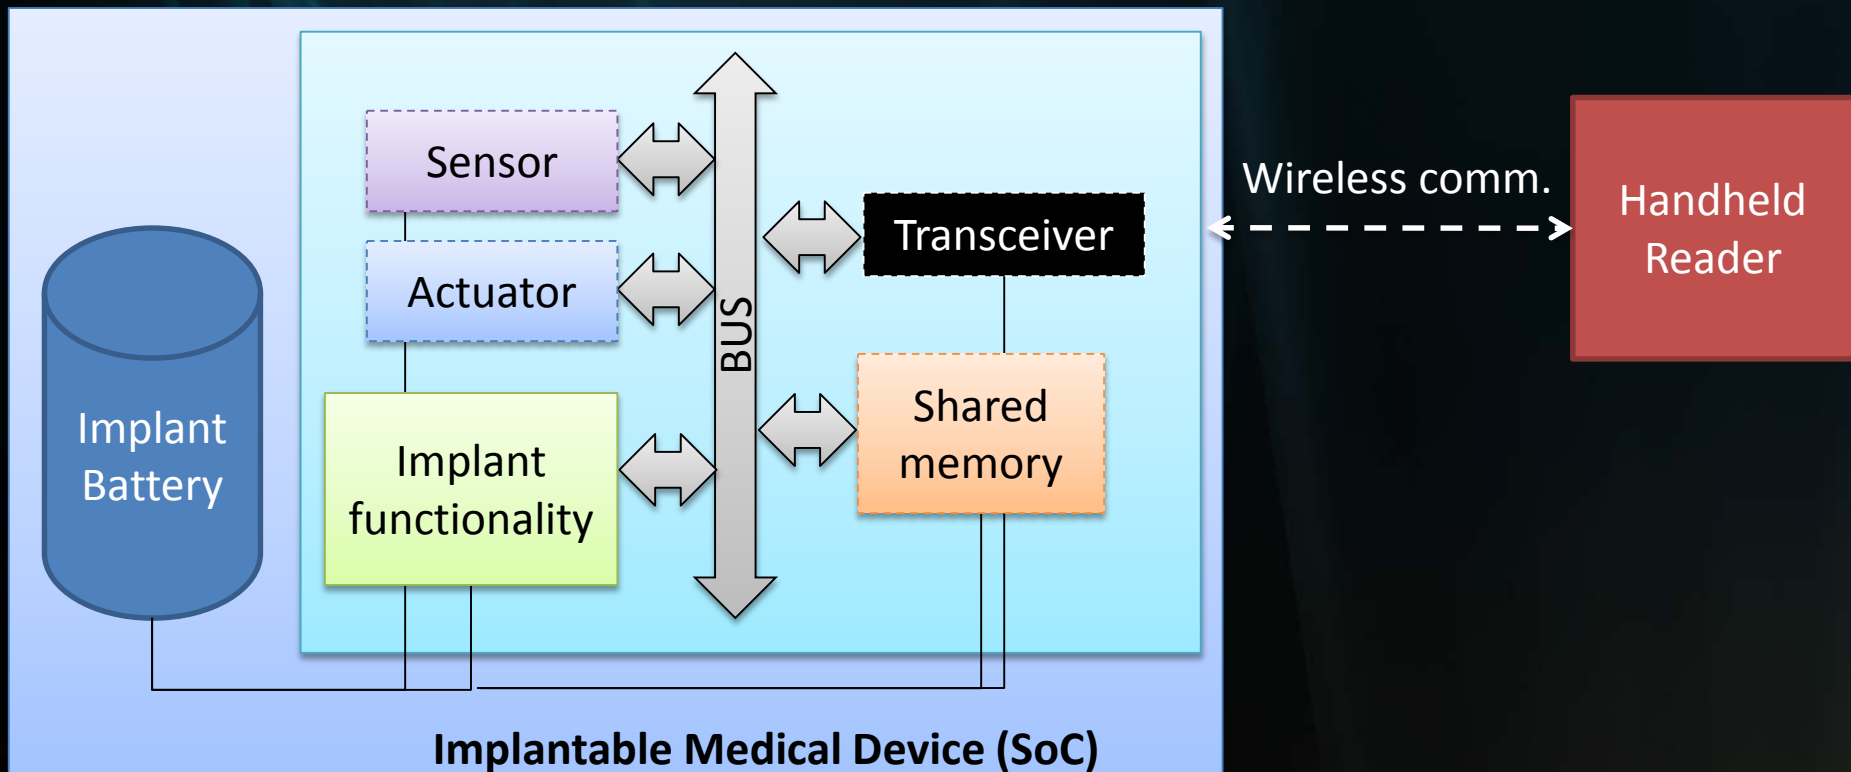 Sensor
Actuator
Implant
functionality
Implant
Battery
BUS
Transceiver
Shared
memory
Wireless comm.
Handheld
Reader
Implantable Medical Device (SoC)